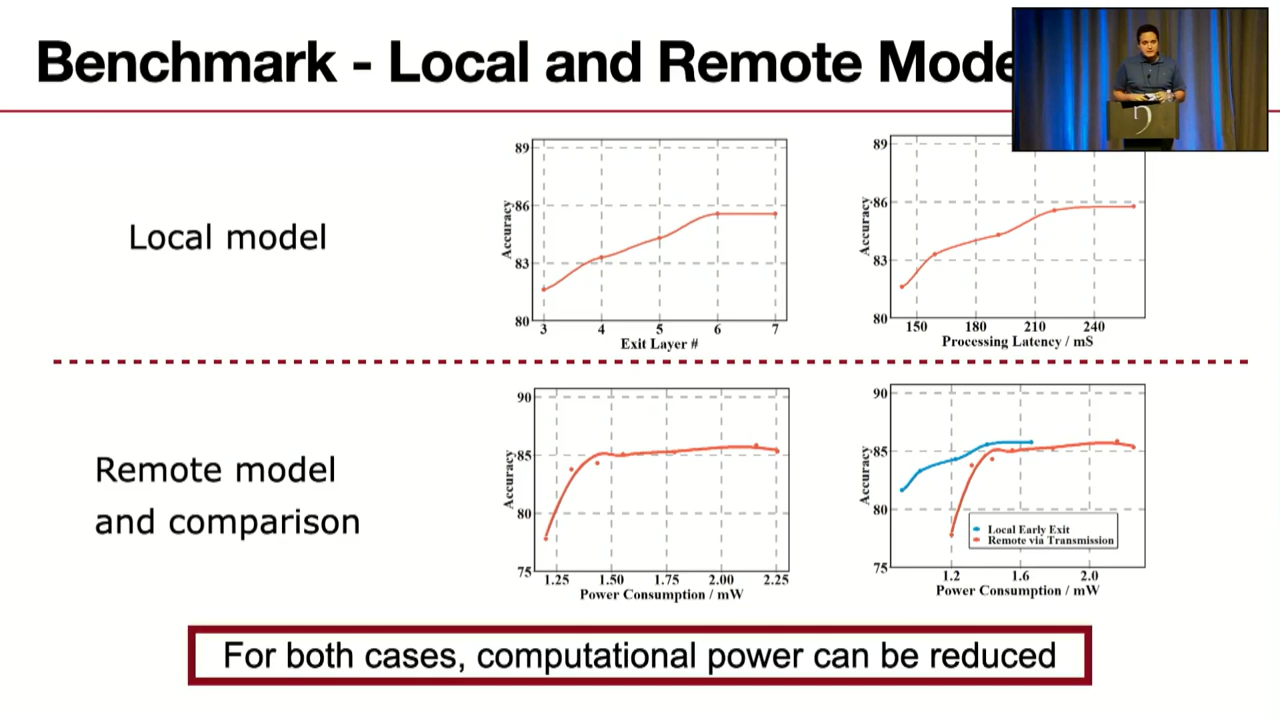 Benchmark - Local and Remote Mode
Local model
89
86
83
80
Accuracy
3 4 5 6 7
Exit Layer #
89
86
83
80
Accuracy
150 180 210 240
Processing Latency / mS
Remote model
and comparison
90
85
80
75
Accuracy
1.25 1.50 1.75 2.00 2.25
Power Consumption / mW
90
85
80
75
Accuracy
Local Early Exit
Remote via Transmission
1.2 1.6 2.0
Power Consumption / mW
For both cases, computational power can be reduced